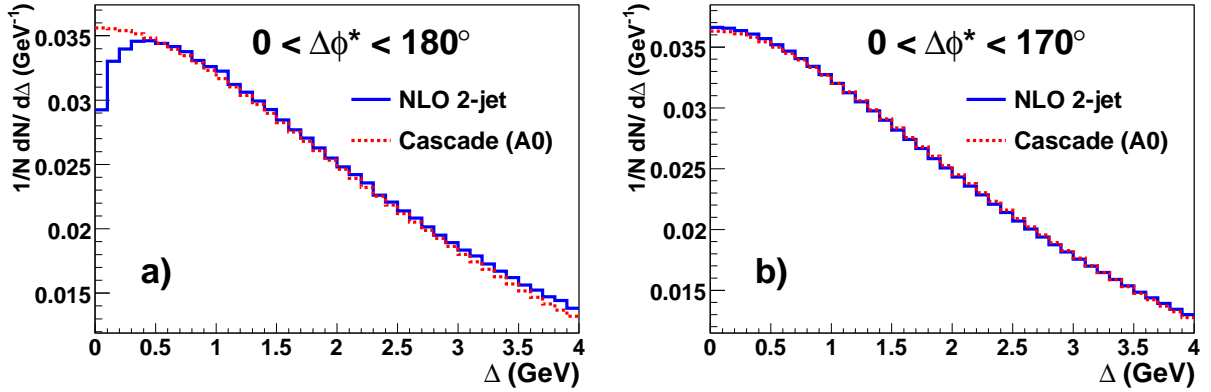 1/N dN/ dΔ (GeV⁻¹)
0.035
0.03
0.025
0.02
0.015
0 < Δϕ* < 180°
NLO 2-jet
Cascade (A0)
a)
0 0.5 1 1.5 2 2.5 3 3.5 4
Δ (GeV)
1/N dN/ dΔ (GeV⁻¹)
0.035
0.03
0.025
0.02
0.015
0 < Δϕ* < 170°
NLO 2-jet
Cascade (A0)
b)
0 0.5 1 1.5 2 2.5 3 3.5 4
Δ (GeV)